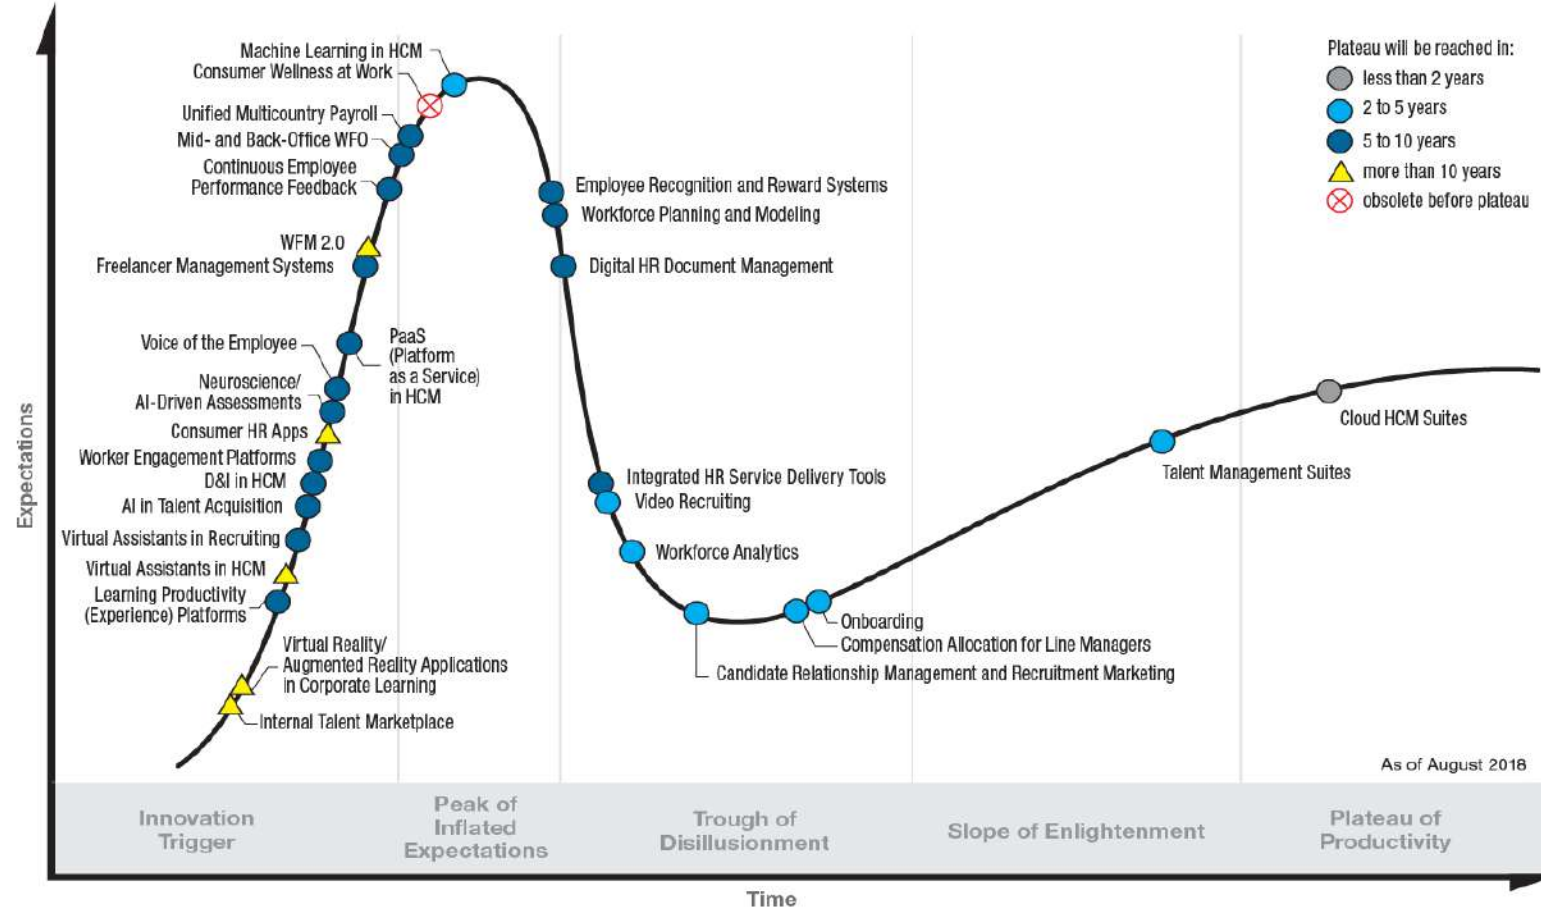 Machine Learning in HCM
Consumer Wellness at Work
Unified Multicountry Payroll
Mid- and Back-Office WFO
Continuous Employee
Performance Feedback
WFM 2.0
Freelancer Management Systems
Voice of the Employee
PaaS
(Platform
as a Service)
in HCM
Neuroscience/
AI-Driven Assessments
Consumer HR Apps
Worker Engagement Platforms
D&I in HCM
AI in Talent Acquisition
Virtual Assistants in Recruiting
Virtual Assistants in HCM
Learning Productivity
(Experience) Platforms
Virtual Reality/
Augmented Reality Applications
in Corporate Learning
Internal Talent Marketplace
Employee Recognition and Reward Systems
Workforce Planning and Modeling
Digital HR Document Management
Integrated HR Service Delivery Tools
Video Recruiting
Workforce Analytics
Onboarding
Compensation Allocation for Line Managers
Candidate Relationship Management and Recruitment Marketing
Talent Management Suites
Cloud HCM Suites
Plateau will be reached in:
less than 2 years
2 to 5 years
5 to 10 years
more than 10 years
obsolete before plateau
As of August 2018
Expectations
Innovation
Trigger
Peak of
Inflated
Expectations
Trough of
Disillusionment
Slope of Enlightenment
Plateau of
Productivity
Time